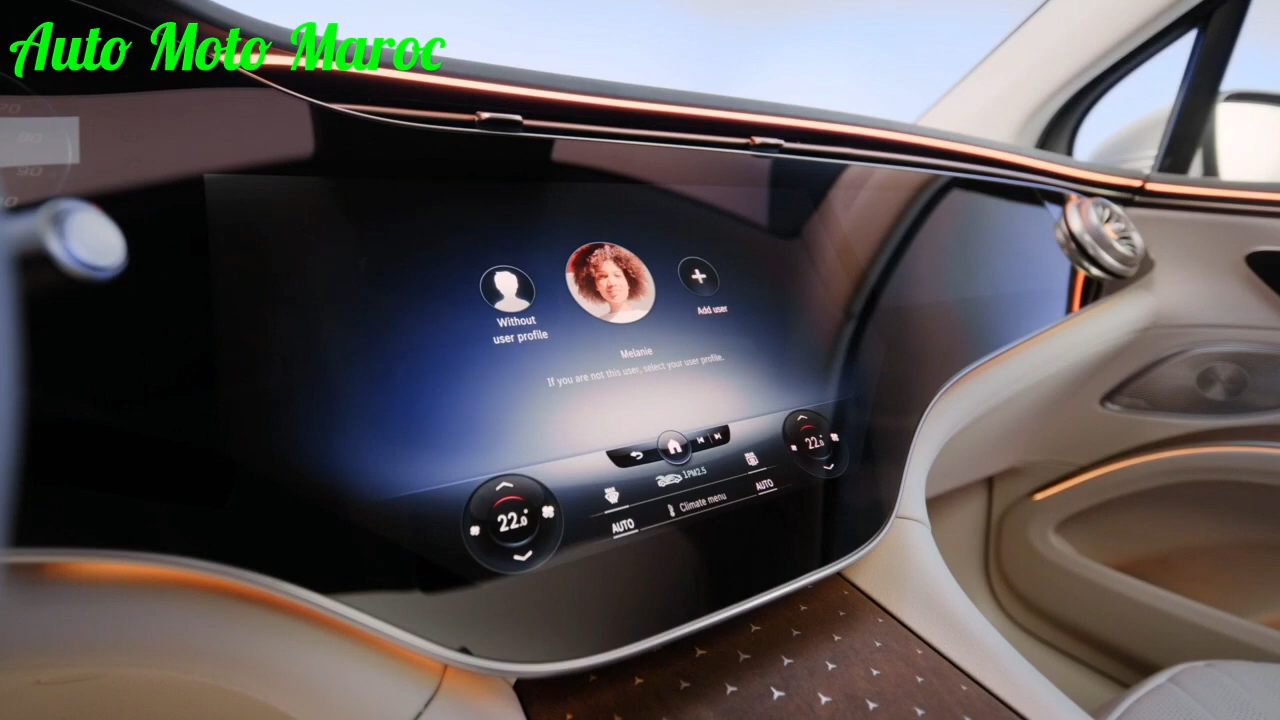 Auto Moto Maroc
Without
user profile
Add user
Melanie
If you are not this user, select your user profile.
22.0
22.0
PM2.5
AUTO
Climate menu
AUTO